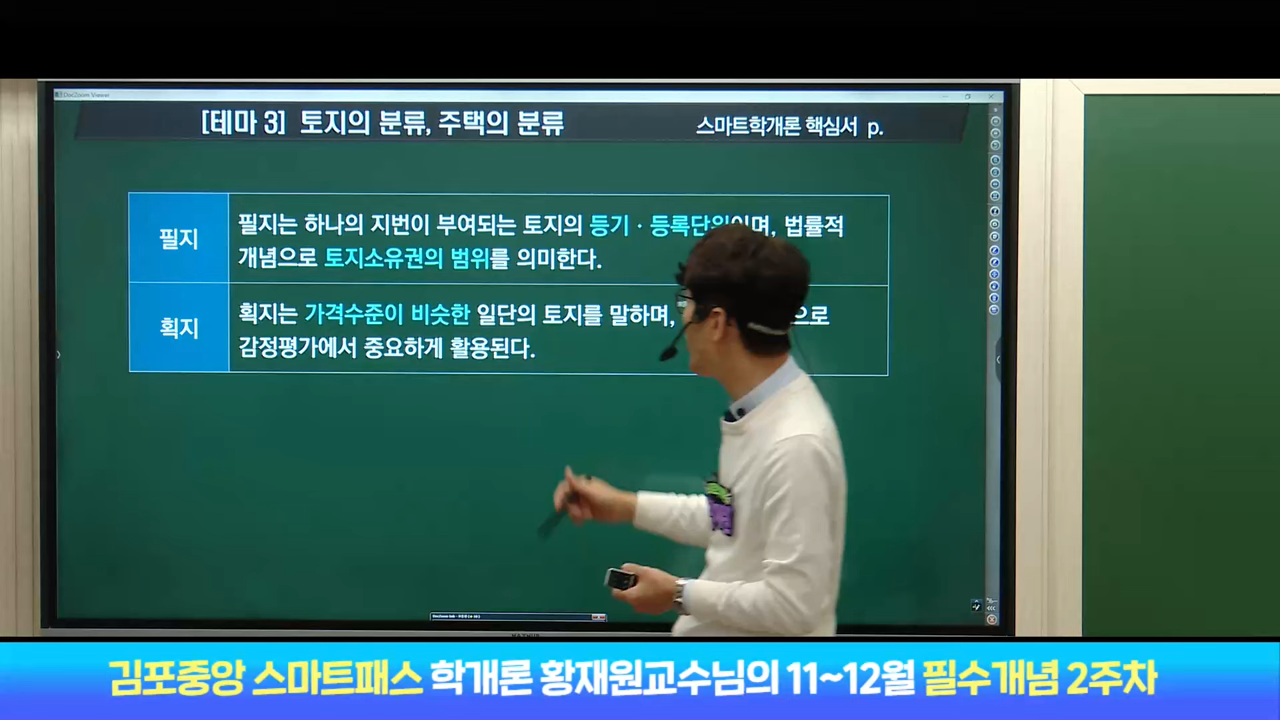 DocZoom Viewer
[테마 3] 토지의 분류, 주택의 분류
스마트학개론 핵심서 p.
필지
필지는 하나의 지번이 부여되는 토지의 등기 · 등록단위이며, 법률적
개념으로 토지소유권의 범위를 의미한다.
획지
획지는 가격수준이 비슷한 일단의 토지를 말하며, 으로
감정평가에서 중요하게 활용된다.
김포중앙 스마트패스 학개론 황재원교수님의 11~12월 필수개념 2주차